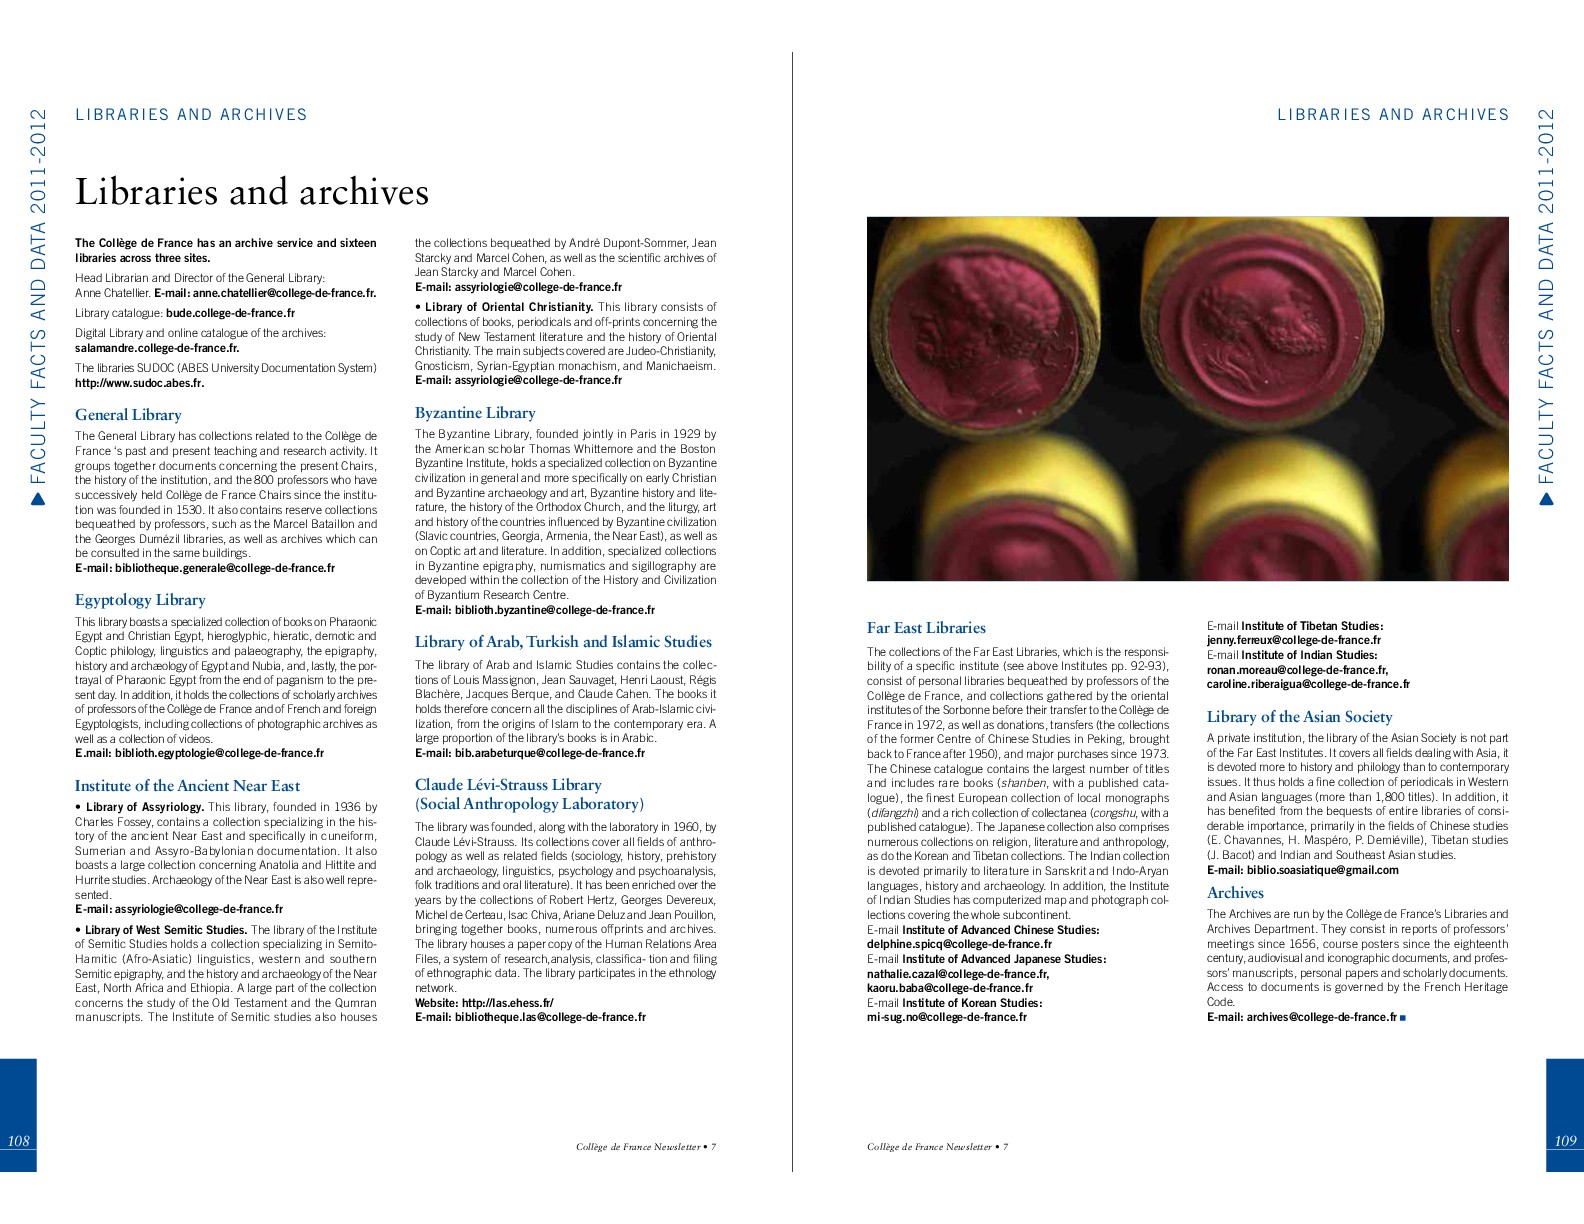 LIBRARIES AND ARCHIVES
FACULTY FACTS AND DATA 2011-2012
Libraries and archives
The Collège de France has an archive service and sixteen
libraries across three sites.
Head Librarian and Director of the General Library:
Anne Chatellier. E-mail: anne.chatellier@college-de-france.fr.
Library catalogue: bude.college-de-france.fr
Digital Library and online catalogue of the archives:
salamandre.college-de-france.fr.
The libraries SUDOC (ABES University Documentation System)
http://www.sudoc.abes.fr.
General Library
The General Library has collections related to the Collège de
France ‘s past and present teaching and research activity. It
groups together documents concerning the present Chairs,
the history of the institution, and the 800 professors who have
successively held Collège de France Chairs since the institu-
tion was founded in 1530. It also contains reserve collections
bequeathed by professors, such as the Marcel Bataillon and
the Georges Dumézil libraries, as well as archives which can
be consulted in the same buildings.
E-mail: bibliotheque.generale@college-de-france.fr
Egyptology Library
This library boasts a specialized collection of books on Pharaonic
Egypt and Christian Egypt, hieroglyphic, hieratic, demotic and
Coptic philology, linguistics and palaeography, the epigraphy,
history and archæology of Egypt and Nubia, and, lastly, the por-
trayal of Pharaonic Egypt from the end of paganism to the pre-
sent day. In addition, it holds the collections of scholarly archives
of professors of the Collège de France and of French and foreign
Egyptologists, including collections of photographic archives as
well as a collection of videos.
E.mail: biblioth.egyptologie@college-de-france.fr
Institute of the Ancient Near East
• Library of Assyriology. This library, founded in 1936 by
Charles Fossey, contains a collection specializing in the his-
tory of the ancient Near East and specifically in cuneiform,
Sumerian and Assyro-Babylonian documentation. It also
boasts a large collection concerning Anatolia and Hittite and
Hurrite studies. Archaeology of the Near East is also well repre-
sented.
E-mail: assyriologie@college-de-france.fr
• Library of West Semitic Studies. The library of the Institute
of Semitic Studies holds a collection specializing in Semito-
Hamitic (Afro-Asiatic) linguistics, western and southern
Semitic epigraphy, and the history and archaeology of the Near
East, North Africa and Ethiopia. A large part of the collection
concerns the study of the Old Testament and the Qumran
manuscripts. The Institute of Semitic studies also houses
the collections bequeathed by André Dupont-Sommer, Jean
Starcky and Marcel Cohen, as well as the scientific archives of
Jean Starcky and Marcel Cohen.
E-mail: assyriologie@college-de-france.fr
• Library of Oriental Christianity. This library consists of
collections of books, periodicals and off-prints concerning the
study of New Testament literature and the history of Oriental
Christianity. The main subjects covered are Judeo-Christianity,
Gnosticism, Syrian-Egyptian monachism, and Manichaeism.
E-mail: assyriologie@college-de-france.fr
Byzantine Library
The Byzantine Library, founded jointly in Paris in 1929 by
the American scholar Thomas Whittemore and the Boston
Byzantine Institute, holds a specialized collection on Byzantine
civilization in general and more specifically on early Christian
and Byzantine archaeology and art, Byzantine history and lite-
rature, the history of the Orthodox Church, and the liturgy, art
and history of the countries influenced by Byzantine civilization
(Slavic countries, Georgia, Armenia, the Near East), as well as
on Coptic art and literature. In addition, specialized collections
in Byzantine epigraphy, numismatics and sigillography are
developed within the collection of the History and Civilization
of Byzantium Research Centre.
E-mail: biblioth.byzantine@college-de-france.fr
Library of Arab, Turkish and Islamic Studies
The library of Arab and Islamic Studies contains the collec-
tions of Louis Massignon, Jean Sauvaget, Henri Laoust, Régis
Blachère, Jacques Berque, and Claude Cahen. The books it
holds therefore concern all the disciplines of Arab-Islamic civi-
lization, from the origins of Islam to the contemporary era. A
large proportion of the library’s books is in Arabic.
E-mail: bib.arabeturque@college-de-france.fr
Claude Lévi-Strauss Library
(Social Anthropology Laboratory)
The library was founded, along with the laboratory in 1960, by
Claude Lévi-Strauss. Its collections cover all fields of anthro-
pology as well as related fields (sociology, history, prehistory
and archaeology, linguistics, psychology and psychoanalysis,
folk traditions and oral literature). It has been enriched over the
years by the collections of Robert Hertz, Georges Devereux,
Michel de Certeau, Isac Chiva, Ariane Deluz and Jean Pouillon,
bringing together books, numerous offprints and archives.
The library houses a paper copy of the Human Relations Area
Files, a system of research,analysis, classifica- tion and filing
of ethnographic data. The library participates in the ethnology
network.
Website: http://las.ehess.fr/
E-mail: bibliotheque.las@college-de-france.fr
108
Collège de France Newsletter • 7
LIBRARIES AND ARCHIVES
FACULTY FACTS AND DATA 2011-2012
Far East Libraries
The collections of the Far East Libraries, which is the responsi-
bility of a specific institute (see above Institutes pp. 92-93),
consist of personal libraries bequeathed by professors of the
Collège de France, and collections gathered by the oriental
institutes of the Sorbonne before their transfer to the Collège de
France in 1972, as well as donations, transfers (the collections
of the former Centre of Chinese Studies in Peking, brought
back to France after 1950), and major purchases since 1973.
The Chinese catalogue contains the largest number of titles
and includes rare books (shanben, with a published cata-
logue), the finest European collection of local monographs
(difangzhi) and a rich collection of collectanea (congshu, with a
published catalogue). The Japanese collection also comprises
numerous collections on religion, literature and anthropology,
as do the Korean and Tibetan collections. The Indian collection
is devoted primarily to literature in Sanskrit and Indo-Aryan
languages, history and archaeology. In addition, the Institute
of Indian Studies has computerized map and photograph col-
lections covering the whole subcontinent.
E-mail Institute of Advanced Chinese Studies:
delphine.spicq@college-de-france.fr
E-mail Institute of Advanced Japanese Studies:
nathalie.cazal@college-de-france.fr,
kaoru.baba@college-de-france.fr
E-mail Institute of Korean Studies:
mi-sug.no@college-de-france.fr
E-mail Institute of Tibetan Studies:
jenny.ferreux@college-de-france.fr
E-mail Institute of Indian Studies:
ronan.moreau@college-de-france.fr,
caroline.riberaigua@college-de-france.fr
Library of the Asian Society
A private institution, the library of the Asian Society is not part
of the Far East Institutes. It covers all fields dealing with Asia, it
is devoted more to history and philology than to contemporary
issues. It thus holds a fine collection of periodicals in Western
and Asian languages (more than 1,800 titles). In addition, it
has benefited from the bequests of entire libraries of consi-
derable importance, primarily in the fields of Chinese studies
(E. Chavannes, H. Maspéro, P. Demiéville), Tibetan studies
(J. Bacot) and Indian and Southeast Asian studies.
E-mail: biblio.soasiatique@gmail.com
Archives
The Archives are run by the Collège de France’s Libraries and
Archives Department. They consist in reports of professors’
meetings since 1656, course posters since the eighteenth
century, audiovisual and iconographic documents, and profes-
sors’ manuscripts, personal papers and scholarly documents.
Access to documents is governed by the French Heritage
Code.
E-mail: archives@college-de-france.fr
Collège de France Newsletter • 7
109